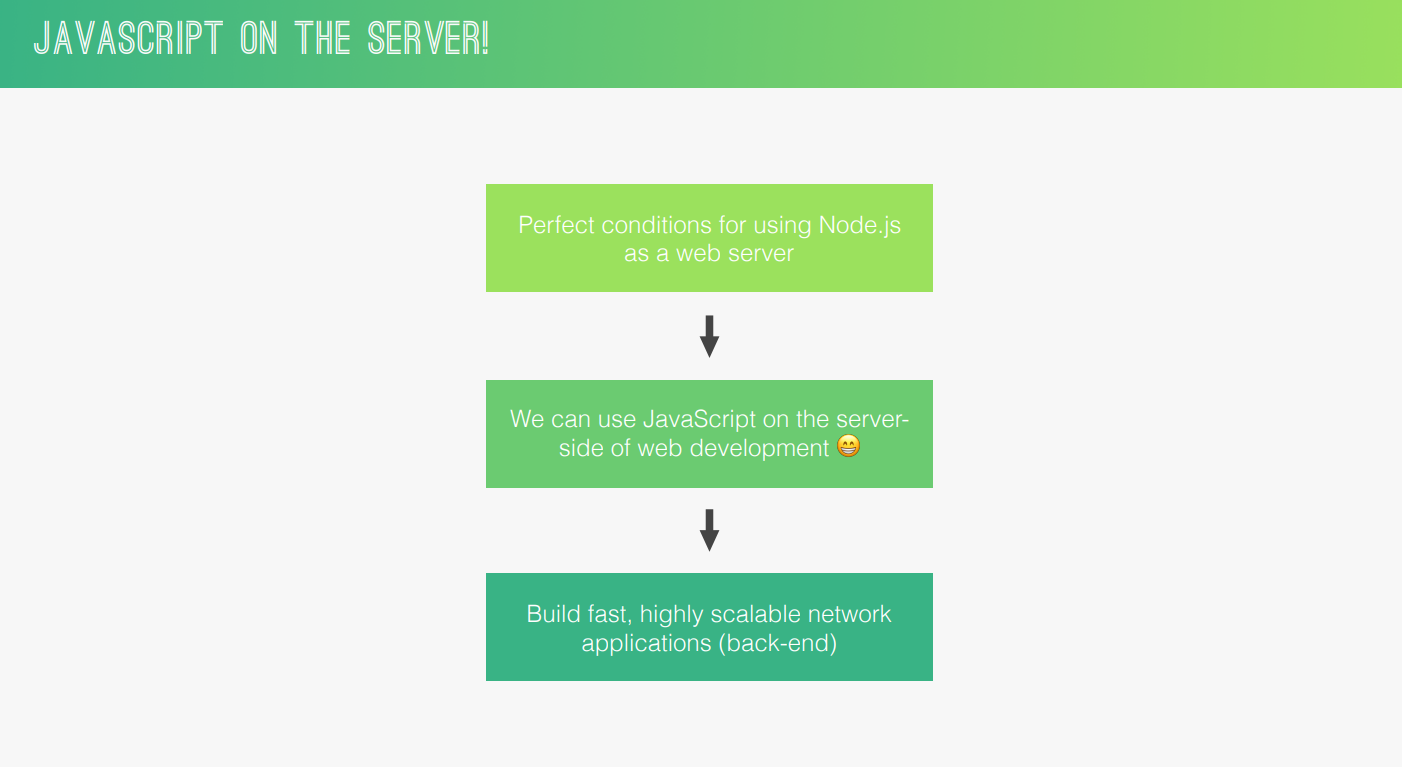 JAVASCRIPT ON THE SERVER!
Perfect conditions for using Node.js
as a web server
We can use JavaScript on the server-
side of web development 😁
Build fast, highly scalable network
applications (back-end)